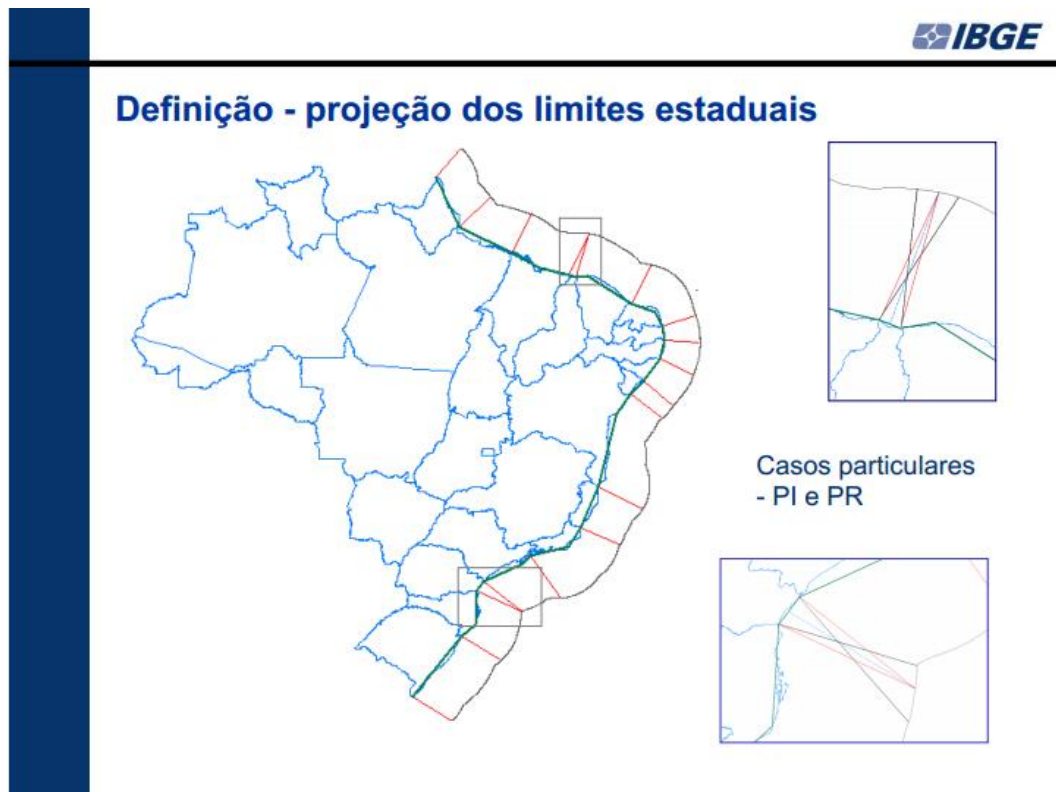 IBGE
Definição - projeção dos limites estaduais
Casos particulares
- PI e PR